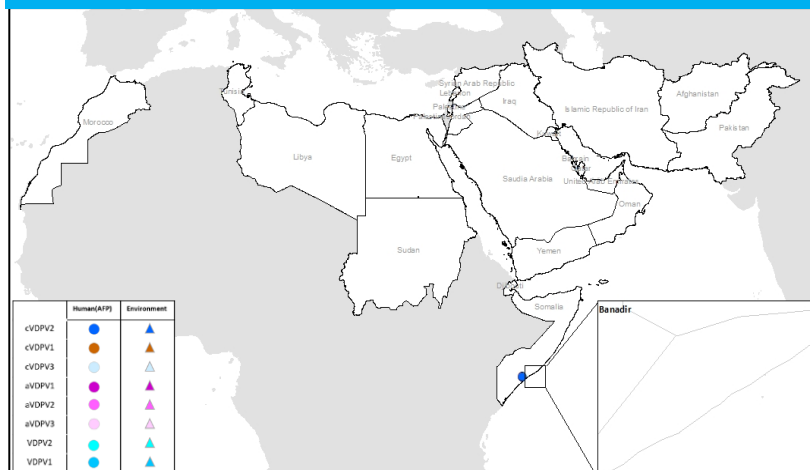 Syrian Arab Republic
Lebanon
Tunisia
Iraq
Islamic Republic of Iran
Afghanistan
Pakistan
Morocco
Kuwait
Libya
Egypt
Bahrain
Qatar
Saudia Arabia
United Arab Emirates
Oman
Sudan
Yemen
Djibouti
Somalia
Human(AFP) Environment
cVDPV2
cVDPV1
cVDPV3
aVDPV1
aVDPV2
aVDPV3
VDPV2
VDPV1
Banadir